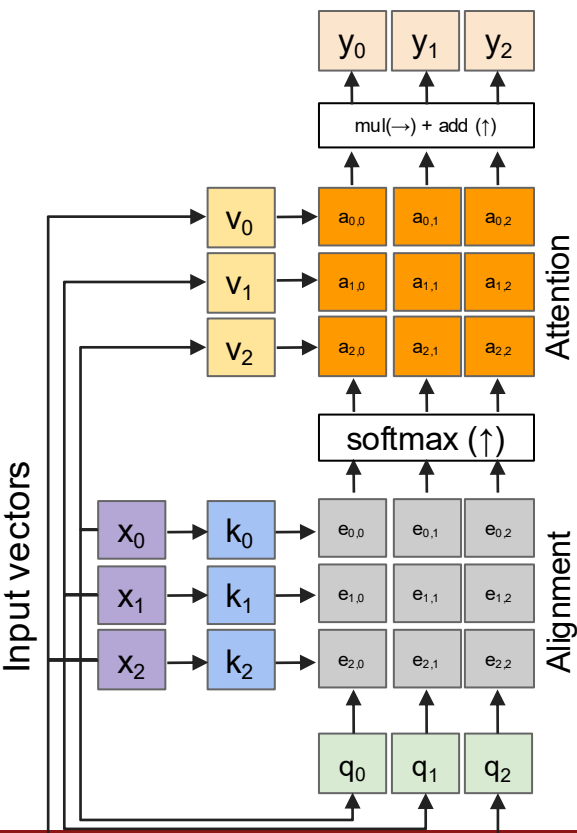 y0 y1 y2
mul(→) + add (↑)
v0 a0,0 a0,1 a0,2
v1 a1,0 a1,1 a1,2
v2 a2,0 a2,1 a2,2
Attention
softmax (↑)
Input vectors
x0 k0 e0,0 e0,1 e0,2
x1 k1 e1,0 e1,1 e1,2
x2 k2 e2,0 e2,1 e2,2
Alignment
q0 q1 q2